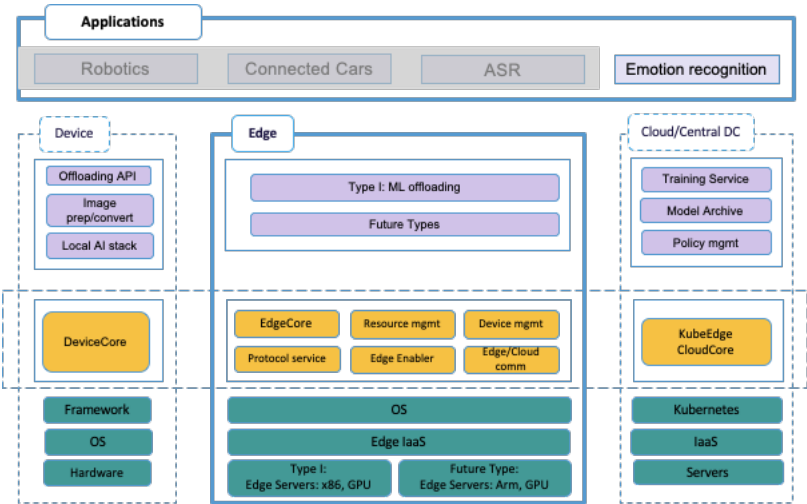 Applications
Robotics
Connected Cars
ASR
Emotion recognition
Device
Offloading API
Image
prep/convert
Local AI stack
DeviceCore
Framework
OS
Hardware
Edge
Type I: ML offloading
Future Types
EdgeCore
Resource mgmt
Device mgmt
Protocol service
Edge Enabler
Edge/Cloud
comm
OS
Edge IaaS
Type I:
Edge Servers: x86, GPU
Future Type:
Edge Servers: Arm, GPU
Cloud/Central DC
Training Service
Model Archive
Policy mgmt
KubeEdge
CloudCore
Kubernetes
IaaS
Servers